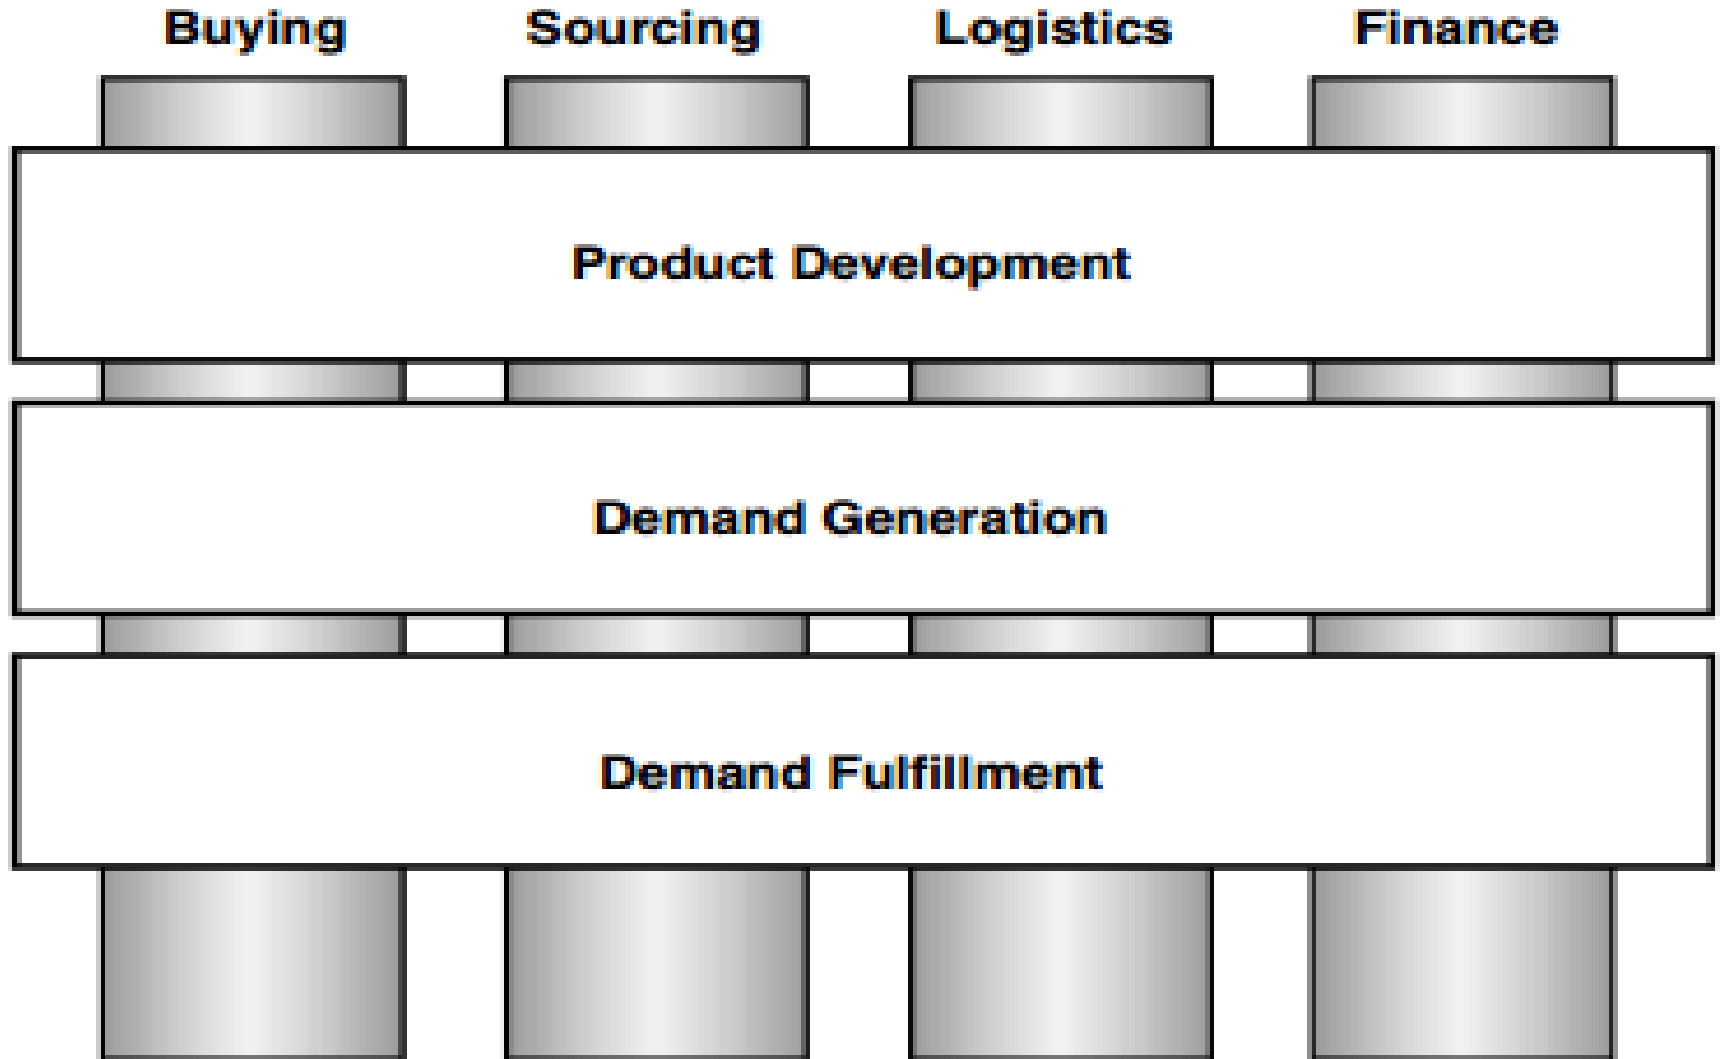 Buying Sourcing Logistics Finance
Product Development
Demand Generation
Demand Fulfillment